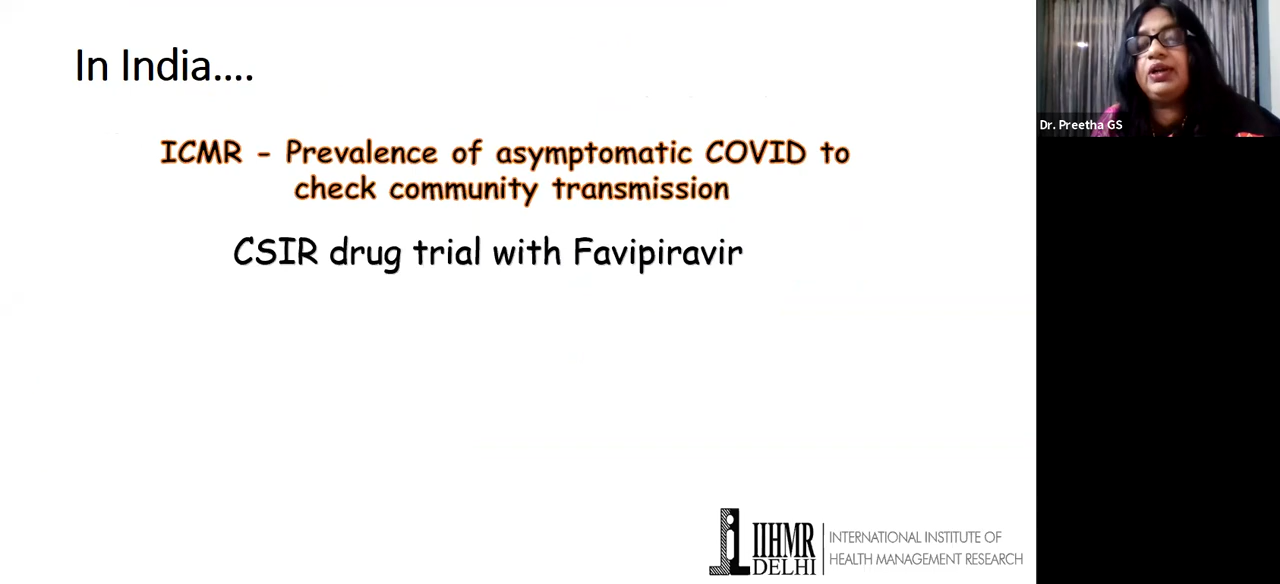 In India....
ICMR - Prevalence of asymptomatic COVID to
check community transmission
CSIR drug trial with Favipiravir
Dr. Preetha GS
IIHMR
DELHI
INTERNATIONAL INSTITUTE OF
HEALTH MANAGEMENT RESEARCH